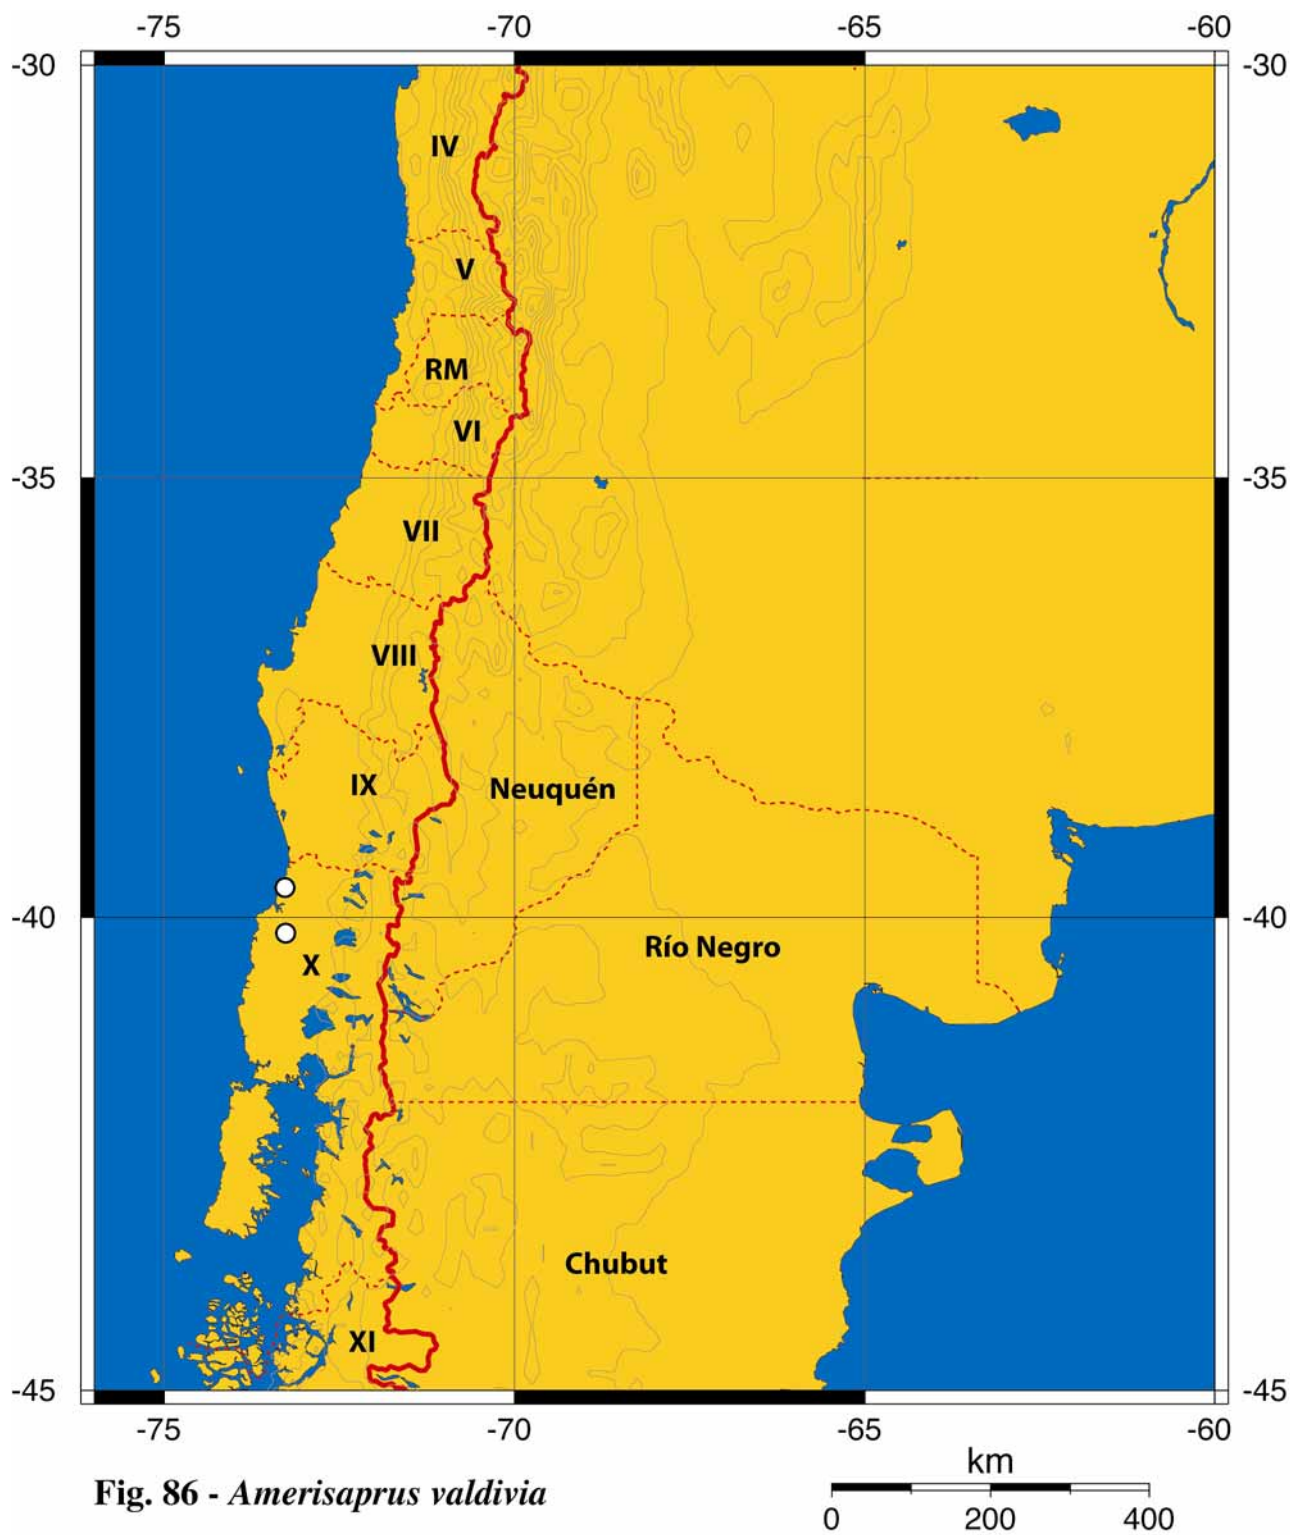 -75 -70 -65 -60
-30 -30
IV
V
RM
VI
-35 -35
VII
VIII
IX
Neuquén
-40 -40
Río Negro
X
Chubut
XI
-45 -45
-75 -70 -65 -60
km
Fig. 86 - Amerisaprus valdivia
0 200 400